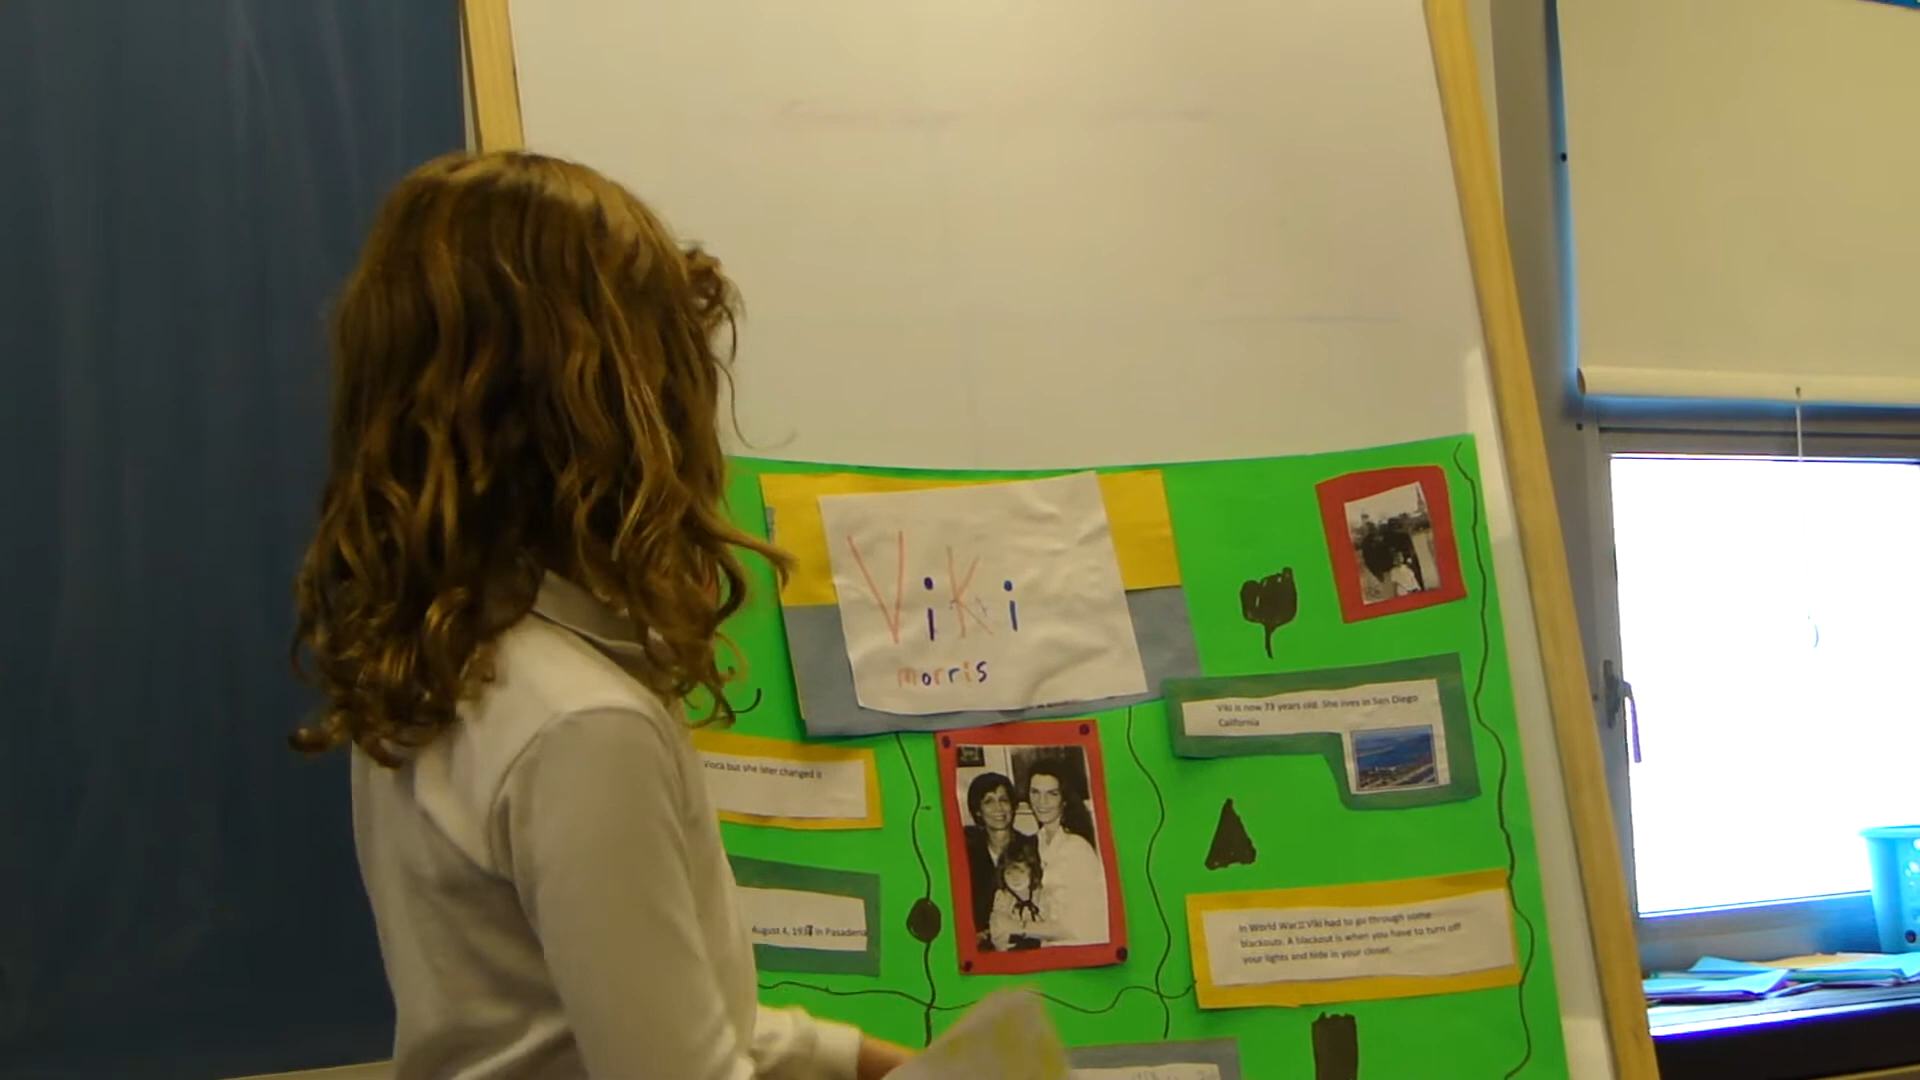 Viki
morris
Viki is now 73 years old. She lives in San Diego
California
but she later changed it
August 4, 1937 in Pasadena
In World War II Viki had to go through some
blackouts. A blackout is when you have to turn off
your lights and hide in your closet.